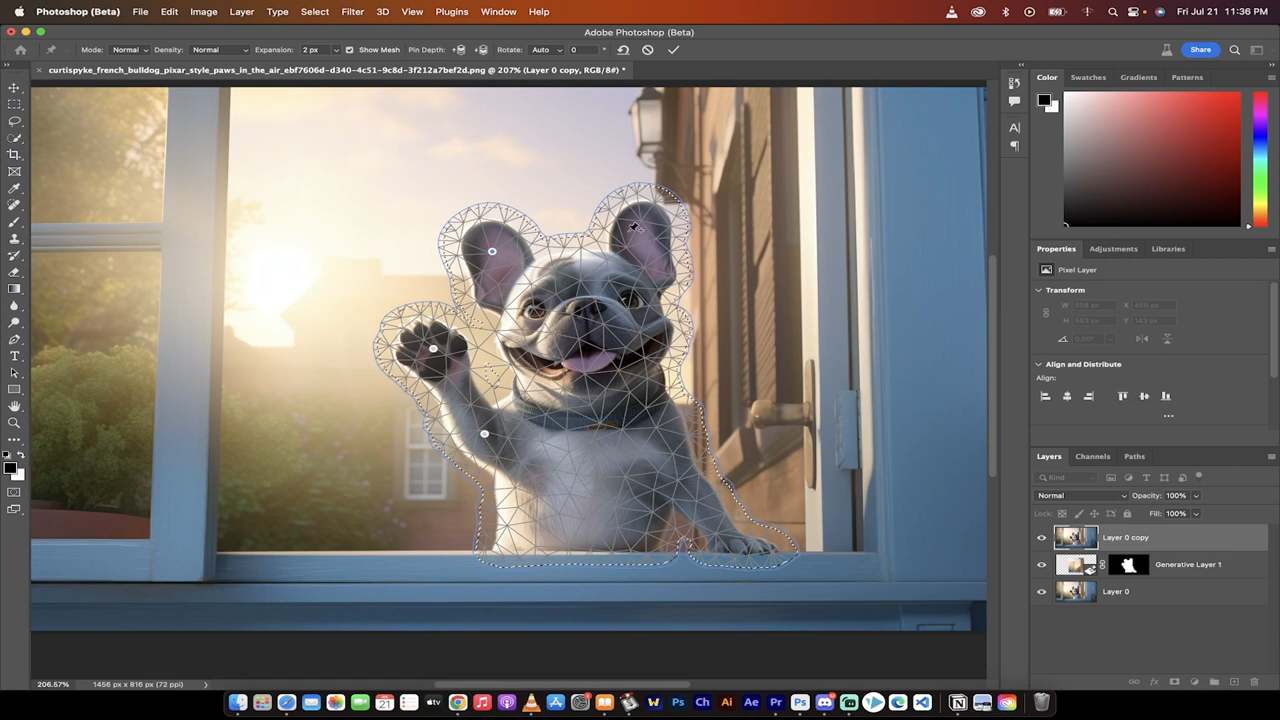 Photoshop (Beta) File Edit Image Layer Type Select Filter 3D View Plugins Window Help Fri Jul 21 11:36 PM
Adobe Photoshop (Beta)
Mode: Normal Density: Normal Expansion: 2 px Show Mesh Pin Depth: Rotate: Auto 0 ° Share
× curtispyke_french_bulldog_pixar_style_paws_in_the_air_ebf7606d-d340-4c51-9c8d-3f212a7bef2d.png @ 207% (Layer 0 copy, RGB/8#) *
Color Swatches Gradients Patterns
Properties Adjustments Libraries
Pixel Layer
Transform
W X
H Y
0.00°
Align and Distribute
Align:
Layers Channels Paths
Kind
Normal Opacity: 100%
Lock: Fill: 100%
Layer 0 copy
Generative Layer 1
Layer 0
206.57% 1456 px x 816 px (72 ppi)